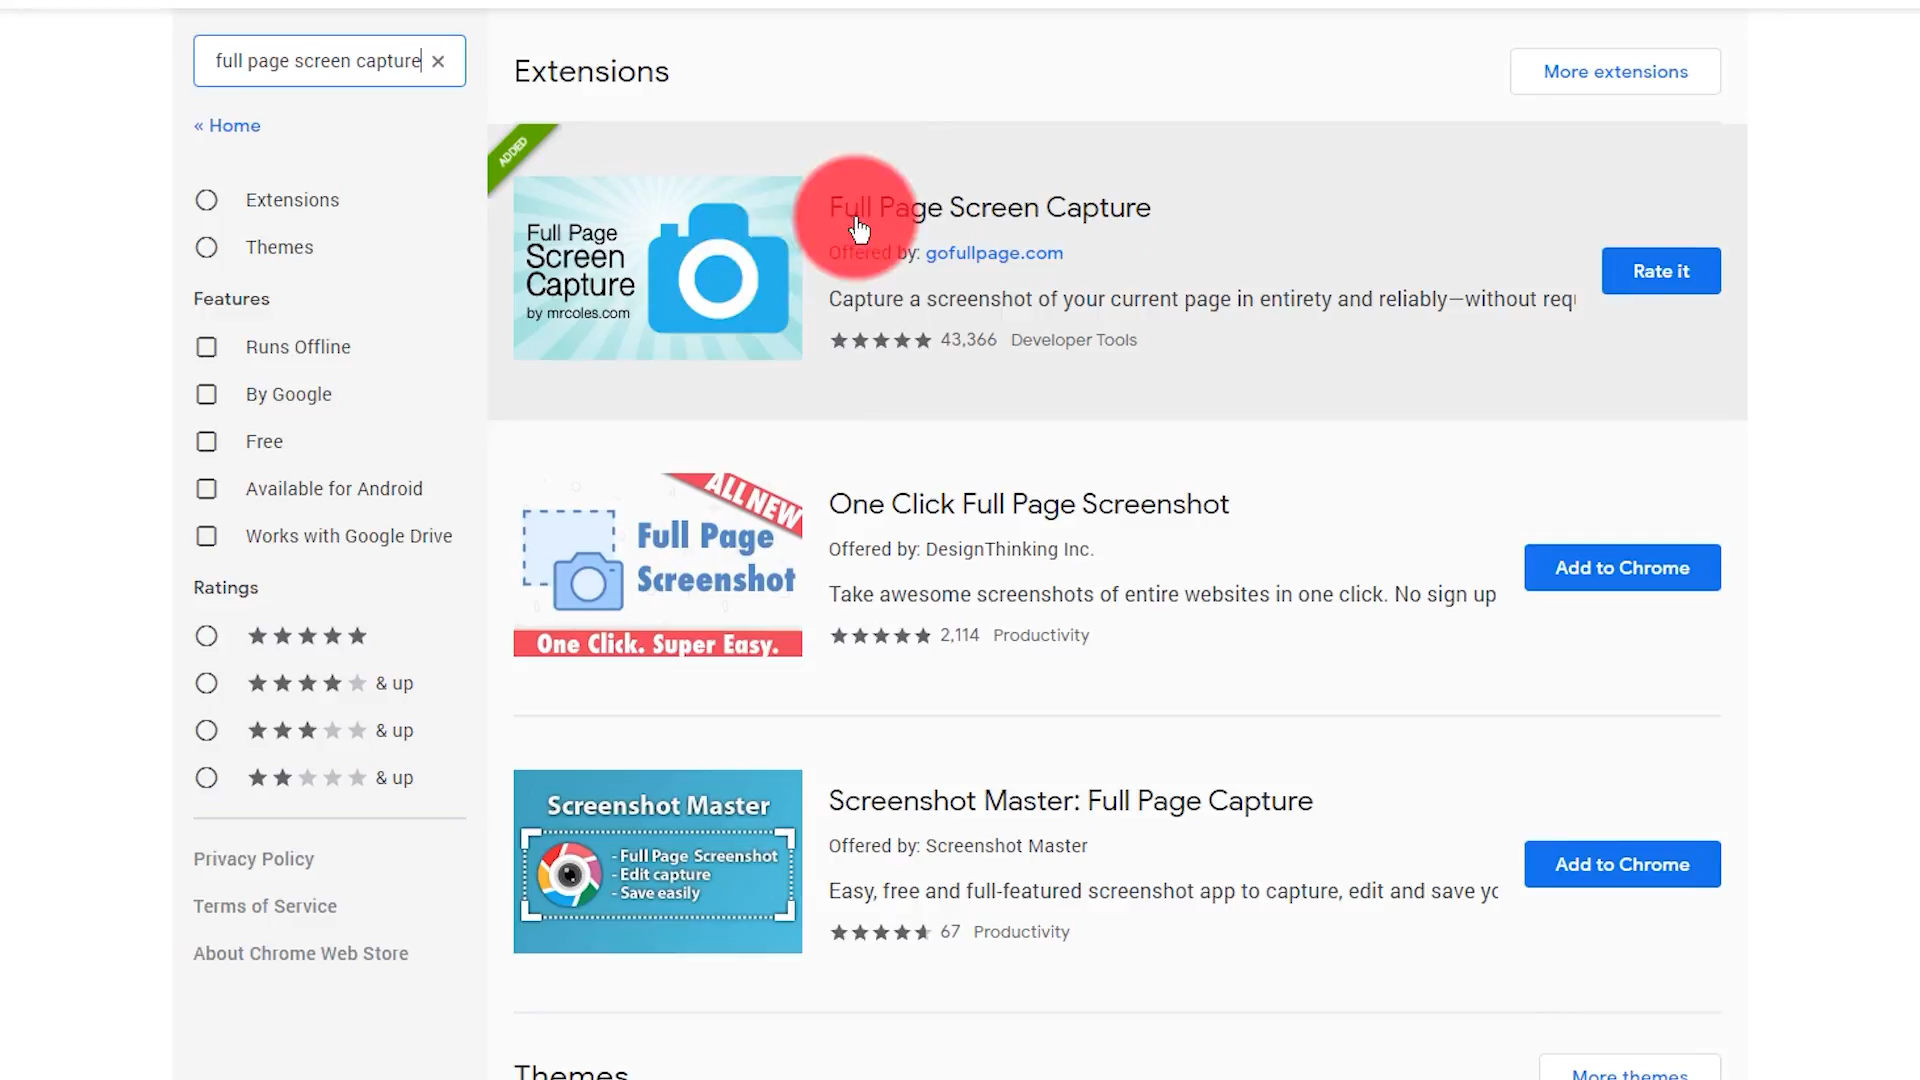 full page screen capture
« Home
Extensions
Themes
Features
Runs Offline
By Google
Free
Available for Android
Works with Google Drive
Ratings
& up
& up
& up
Privacy Policy
Terms of Service
About Chrome Web Store
Extensions
More extensions
ADDED
Full Page
Screen
Capture
by mrcoles.com
Full Page Screen Capture
Offered by: gofullpage.com
Capture a screenshot of your current page in entirety and reliably—without
43,366 Developer Tools
Rate it
ALL NEW
Full Page
Screenshot
One Click. Super Easy.
One Click Full Page Screenshot
Offered by: DesignThinking Inc.
Take awesome screenshots of entire websites in one click. No sign up
2,114 Productivity
Add to Chrome
Screenshot Master
- Full Page Screenshot
- Edit capture
- Save easily
Screenshot Master: Full Page Capture
Offered by: Screenshot Master
Easy, free and full-featured screenshot app to capture, edit and save
67 Productivity
Add to Chrome
Themes
More themes